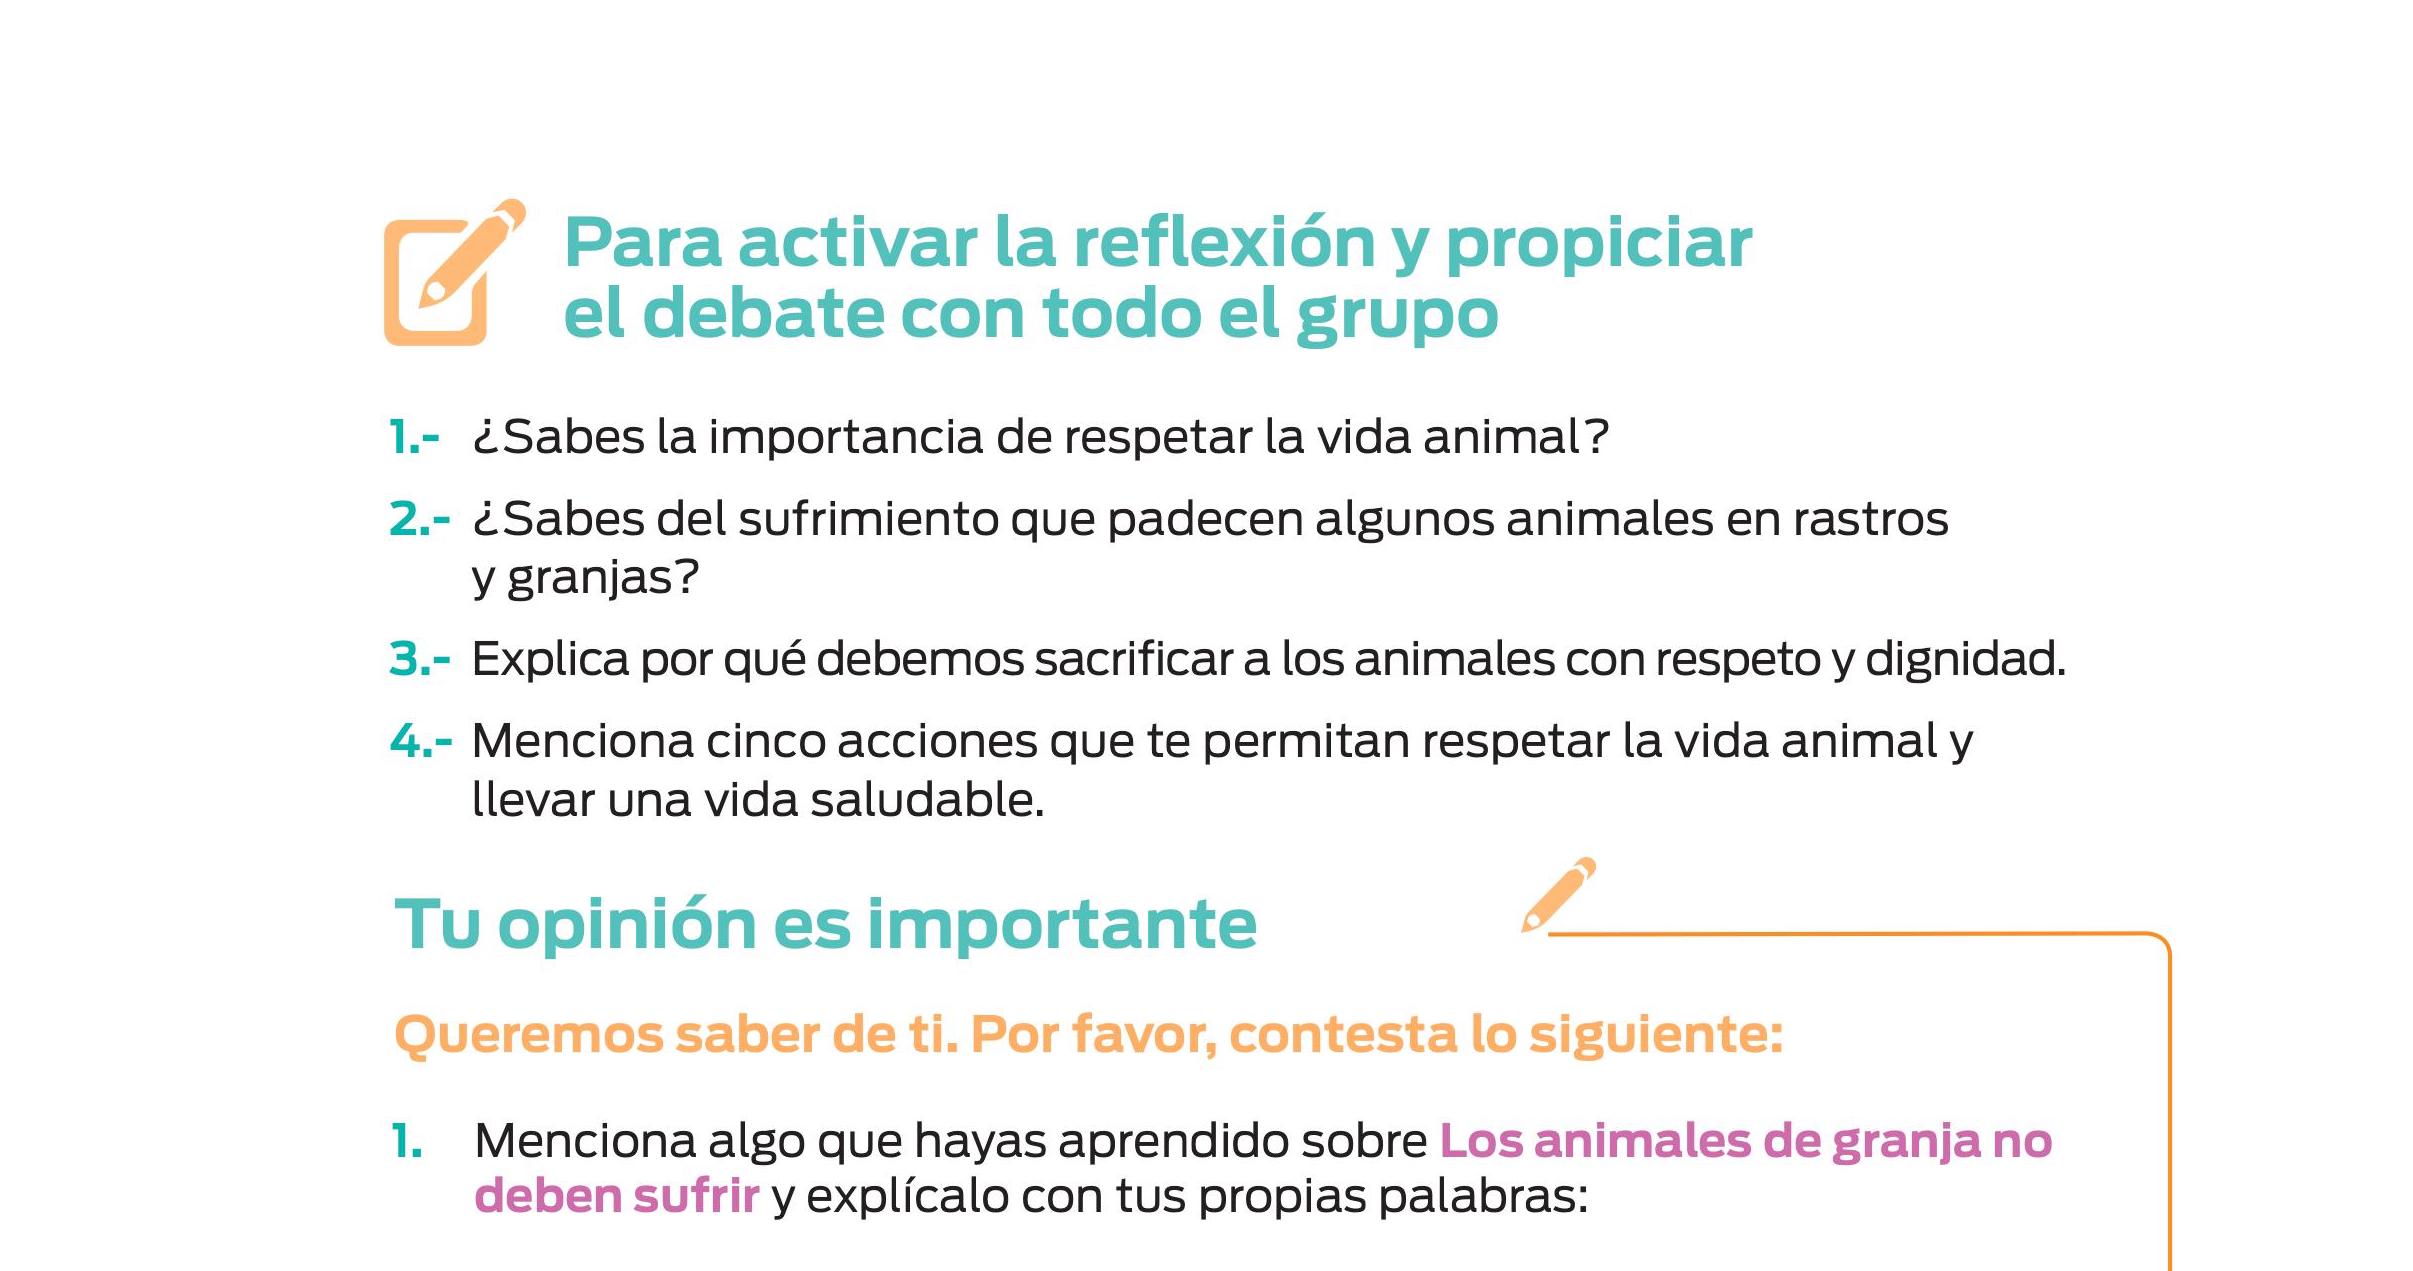 Para activar la reflexión y propiciar
el debate con todo el grupo
1.- ¿Sabes la importancia de respetar la vida animal?
2.- ¿Sabes del sufrimiento que padecen algunos animales en rastros
y granjas?
3.- Explica por qué debemos sacrificar a los animales con respeto y dignidad.
4.- Menciona cinco acciones que te permitan respetar la vida animal y
llevar una vida saludable.
Tu opinión es importante
Queremos saber de ti. Por favor, contesta lo siguiente:
1. Menciona algo que hayas aprendido sobre Los animales de granja no
deben sufrir y explícalo con tus propias palabras: